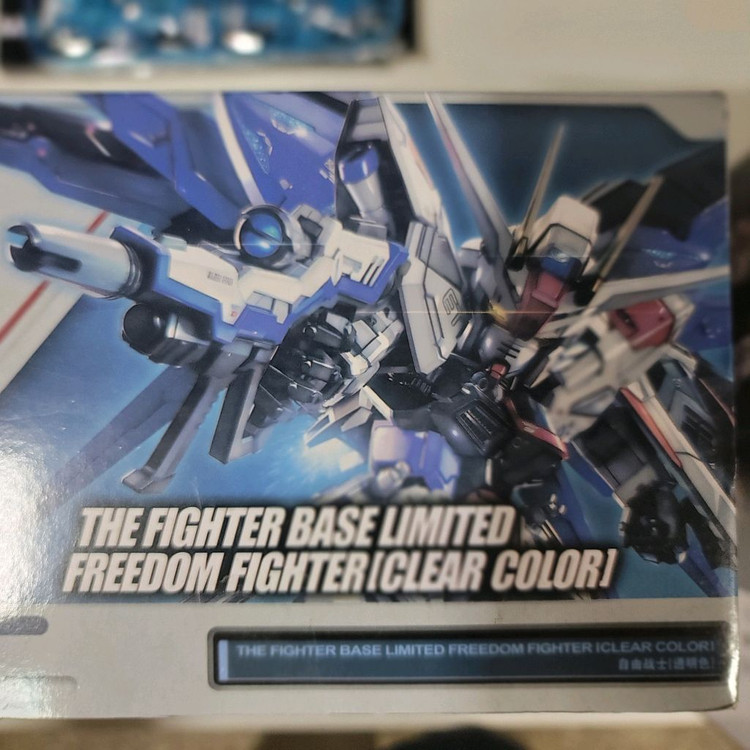 THE FIGHTER BASE LIMITED
FREEDOM FIGHTER [CLEAR COLOR]
THE FIGHTER BASE LIMITED FREEDOM FIGHTER [CLEAR COLOR]
自由战士[透明色]